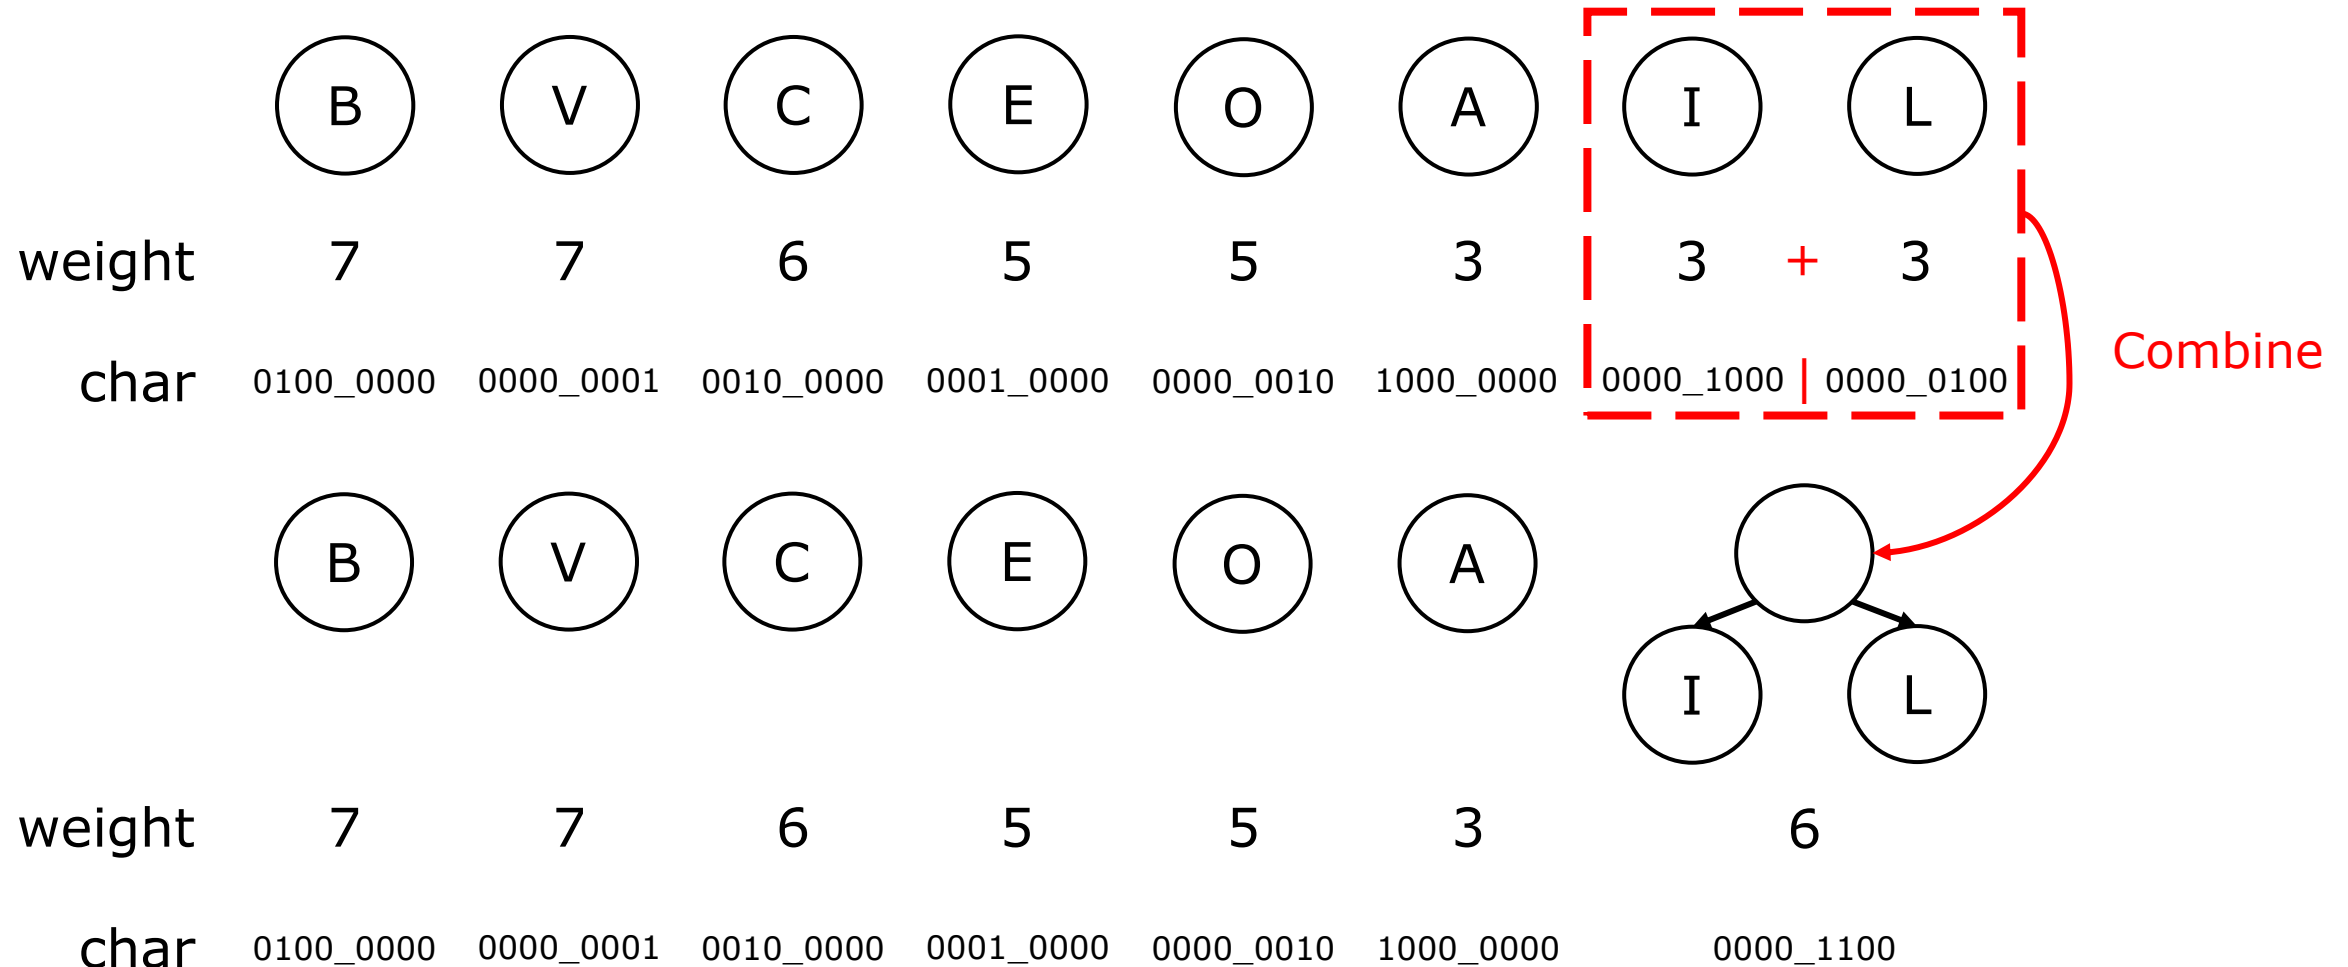 B V C E O A I L
weight 7 7 6 5 5 3 3 + 3
Combine
char 0100_0000 0000_0001 0010_0000 0001_0000 0000_0010 1000_0000 0000_1000 | 0000_0100
B V C E O A
I L
weight 7 7 6 5 5 3 6
char 0100_0000 0000_0001 0010_0000 0001_0000 0000_0010 1000_0000 0000_1100